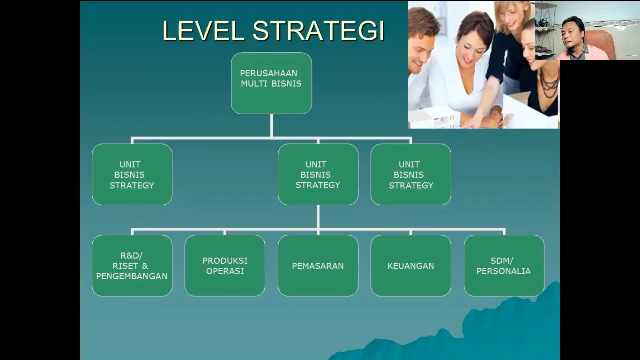 LEVEL STRATEGI
PERUSAHAAN
MULTI BISNIS
UNIT
BISNIS
STRATEGY
UNIT
BISNIS
STRATEGY
UNIT
BISNIS
STRATEGY
R&D/
RISET &
PENGEMBANGAN
PRODUKSI
OPERASI
PEMASARAN
KEUANGAN
SDM/
PERSONALIA